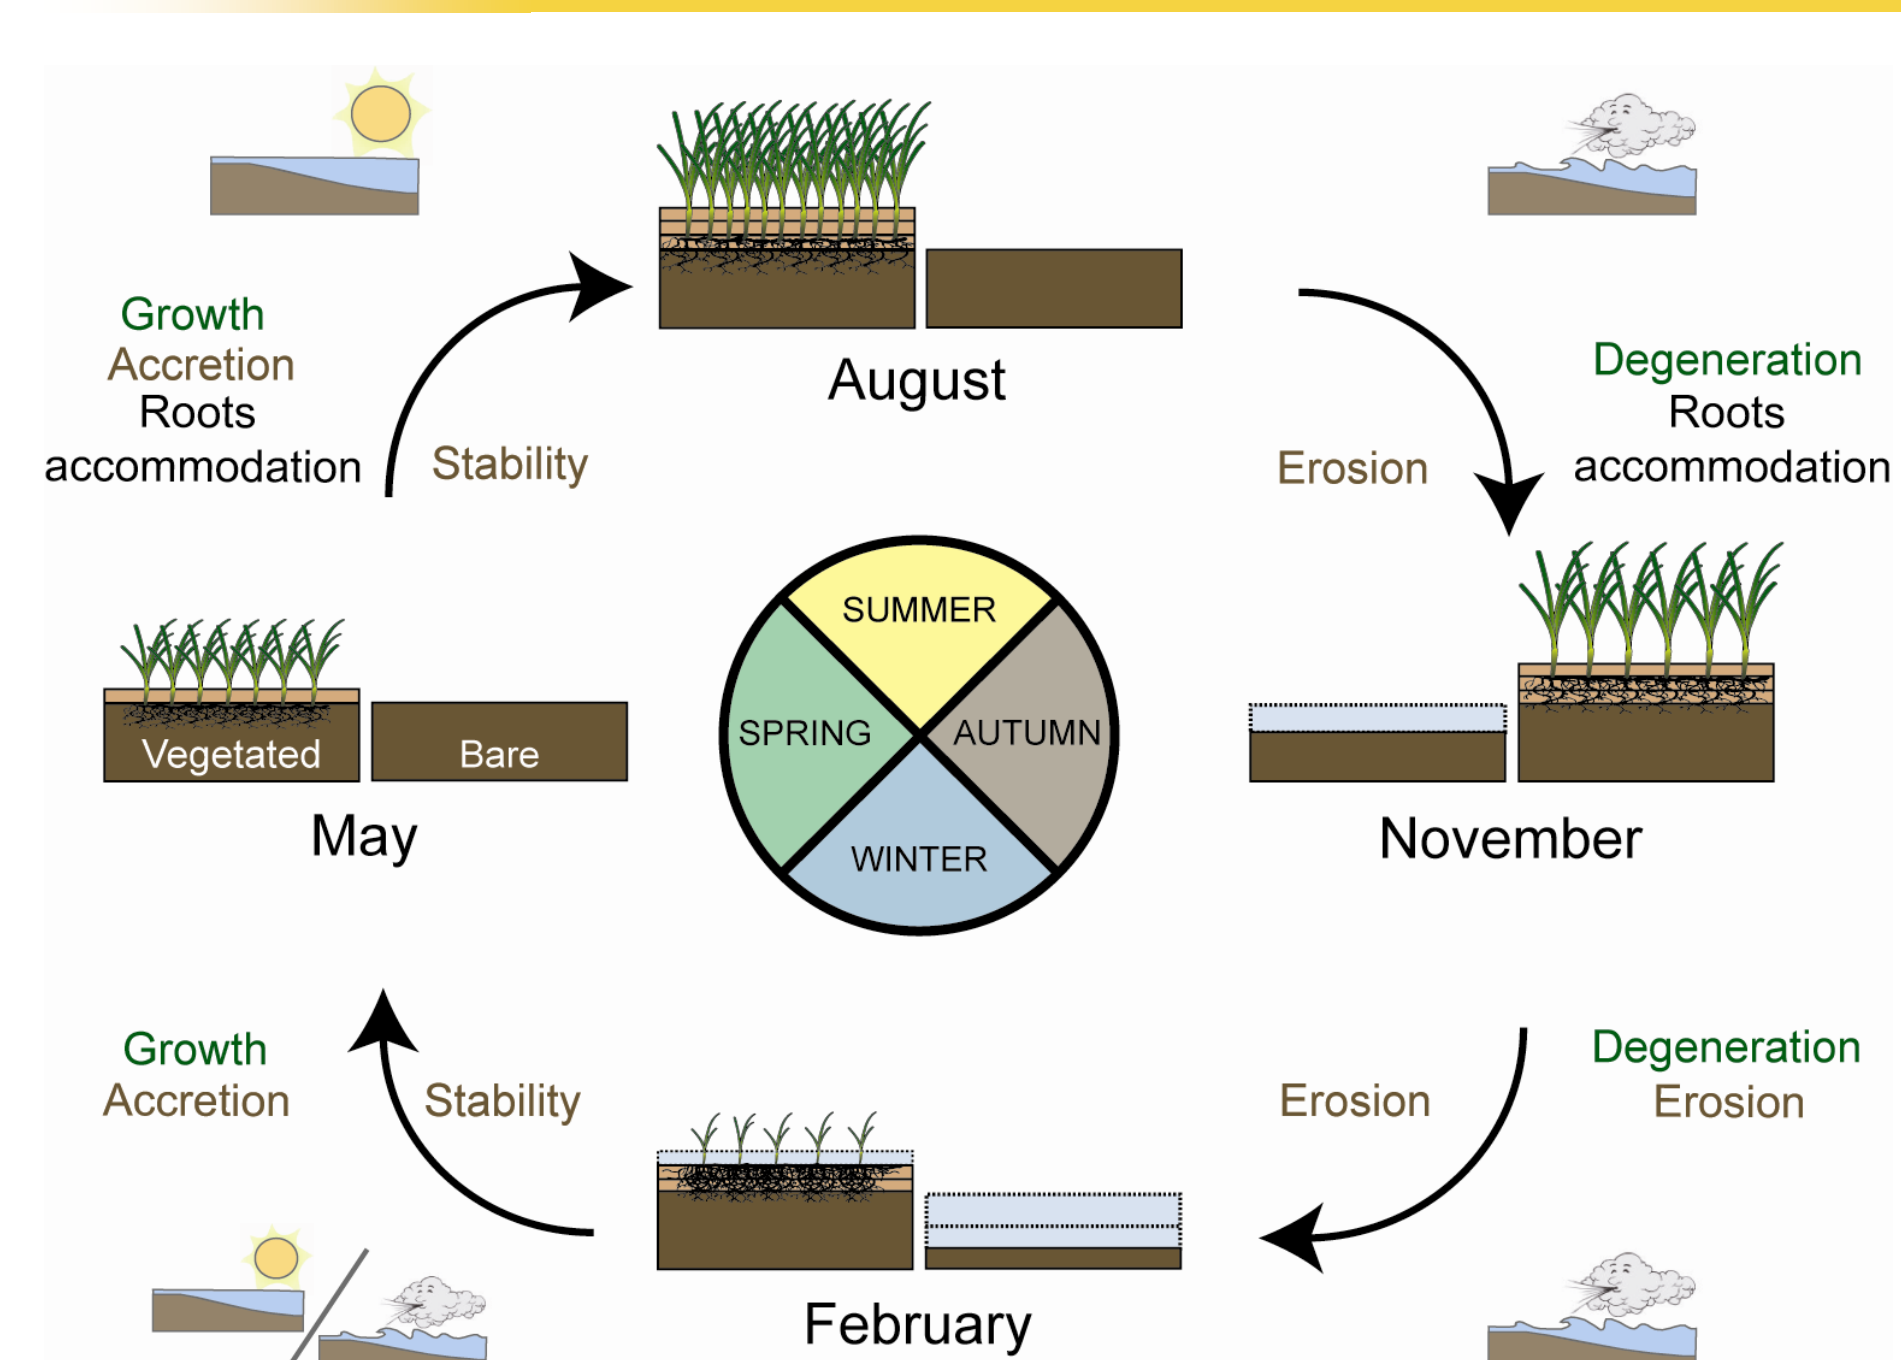 August
Growth
Accretion
Roots
accommodation
Stability
Erosion
Degeneration
Roots
accommodation
SUMMER
SPRING
AUTUMN
WINTER
Vegetated
Bare
May
November
Growth
Accretion
Stability
Erosion
Degeneration
Erosion
February